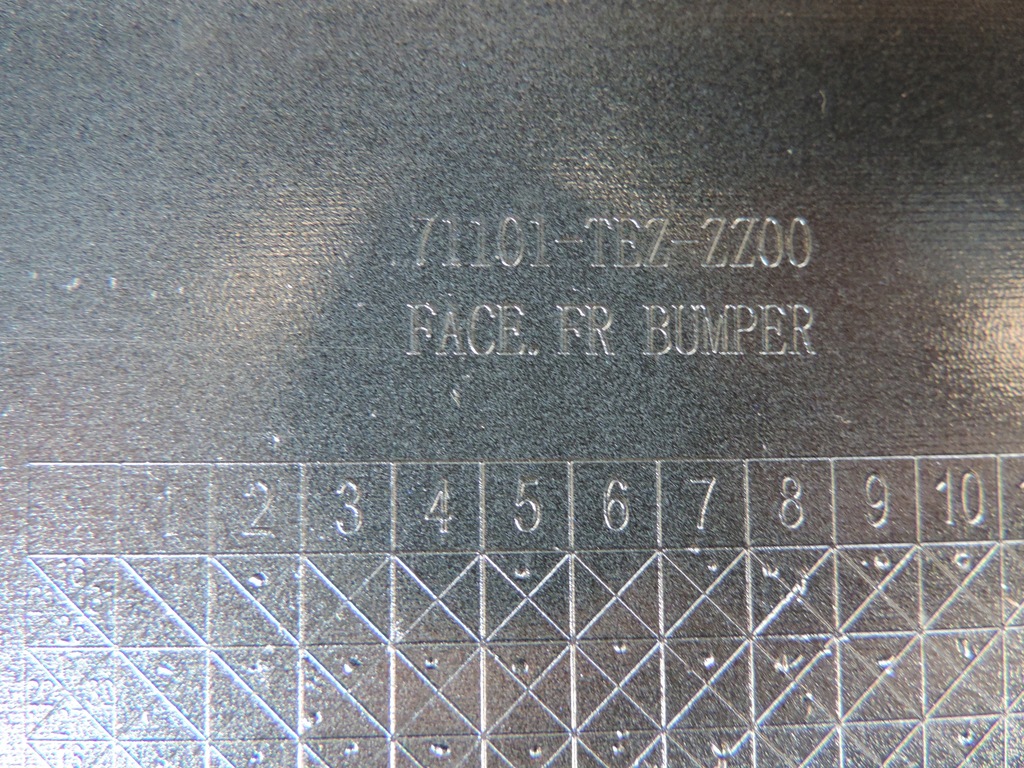 71101-TEZ-ZZ00
FACE. FR BUMPER
1 2 3 4 5 6 7 8 9 10